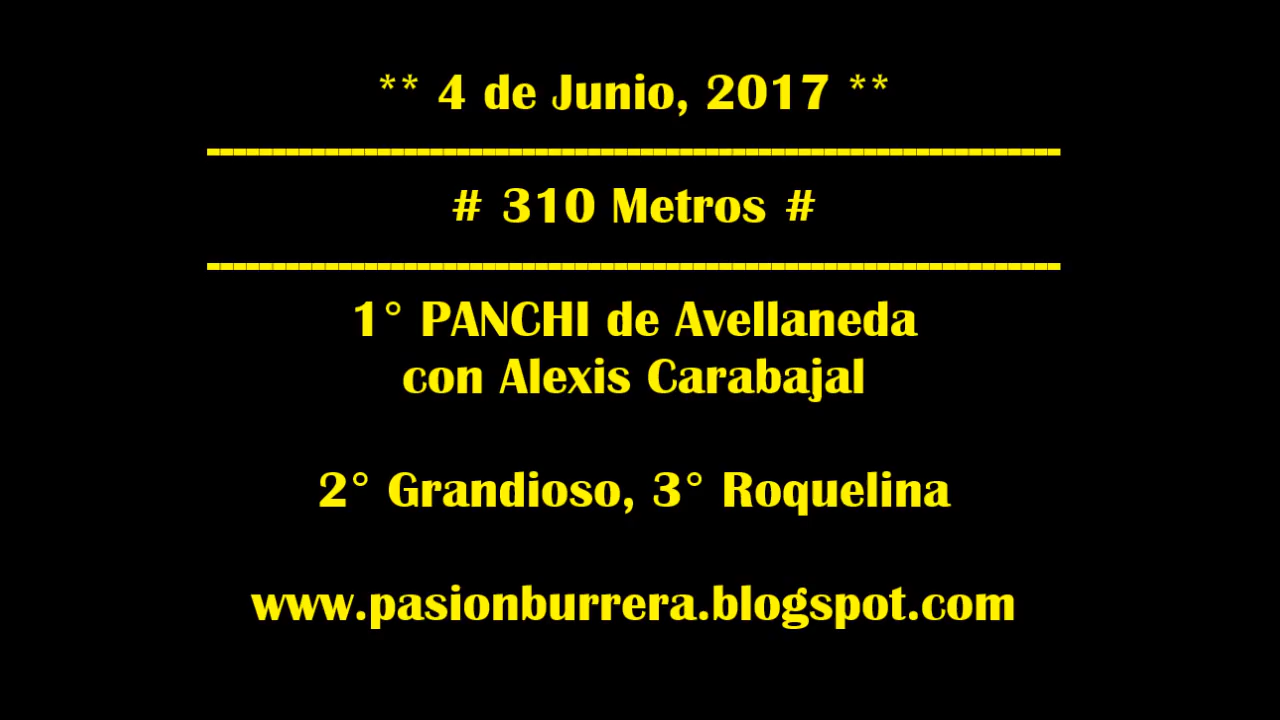 ** 4 de Junio, 2017 **
-----------------------------------------------------------------
# 310 Metros #
-----------------------------------------------------------------
1° PANCHI de Avellaneda
con Alexis Carabajal
2° Grandioso, 3° Roquelina
www.pasionburrera.blogspot.com